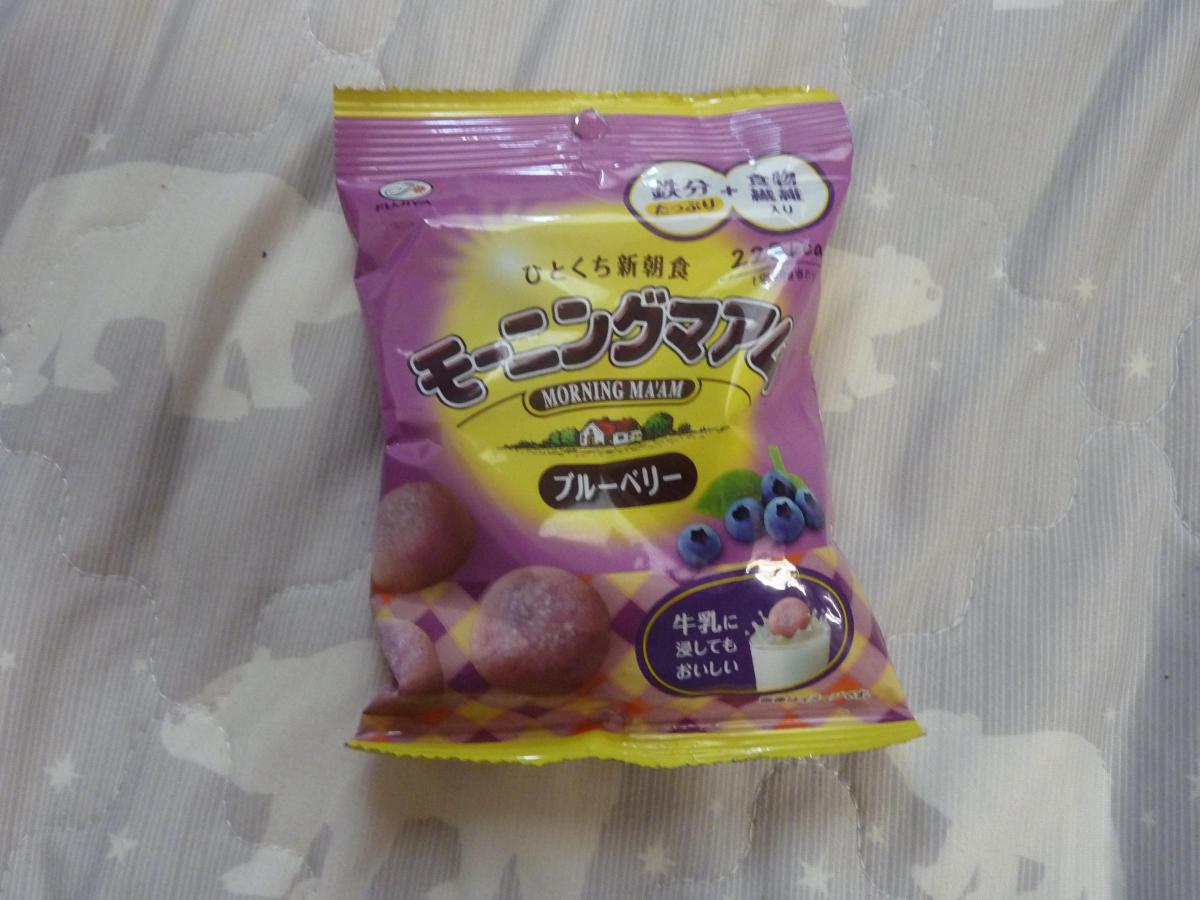 FUJIYA
鉄分
たっぷり
+
食物
繊維
入り
ひとくち新朝食
モーニングマアム
MORNING MA'AM
ブルーベリー
牛乳に
浸しても
おいしい